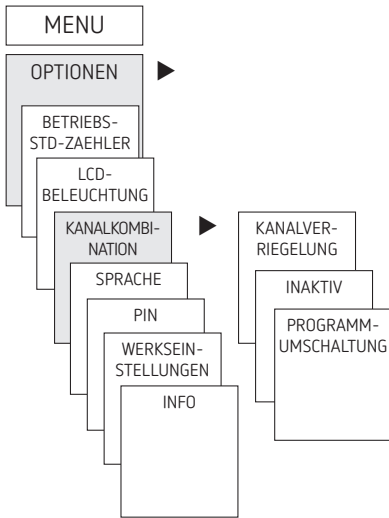 MENU
OPTIONEN
BETRIEBS-
STD-ZAEHLER
LCD-
BELEUCHTUNG
KANALKOMBI-
NATION
SPRACHE
PIN
WERKSEIN-
STELLUNGEN
INFO
KANALVER-
RIEGELUNG
INAKTIV
PROGRAMM-
UMSCHALTUNG